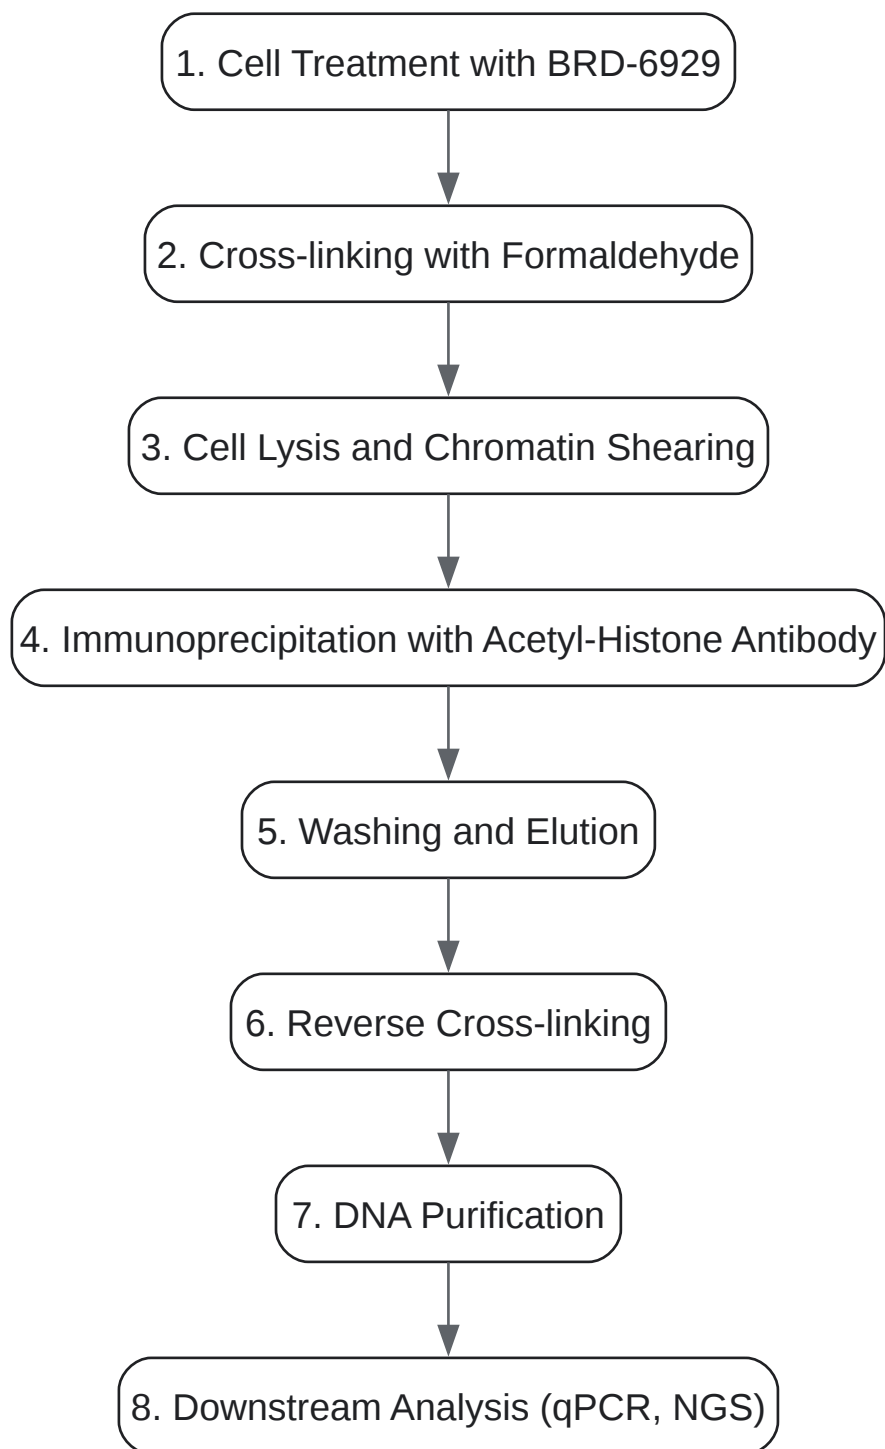 1. Cell Treatment with BRD-6929
2. Cross-linking with Formaldehyde
3. Cell Lysis and Chromatin Shearing
4. Immunoprecipitation with Acetyl-Histone Antibody
5. Washing and Elution
6. Reverse Cross-linking
7. DNA Purification
8. Downstream Analysis (qPCR, NGS)